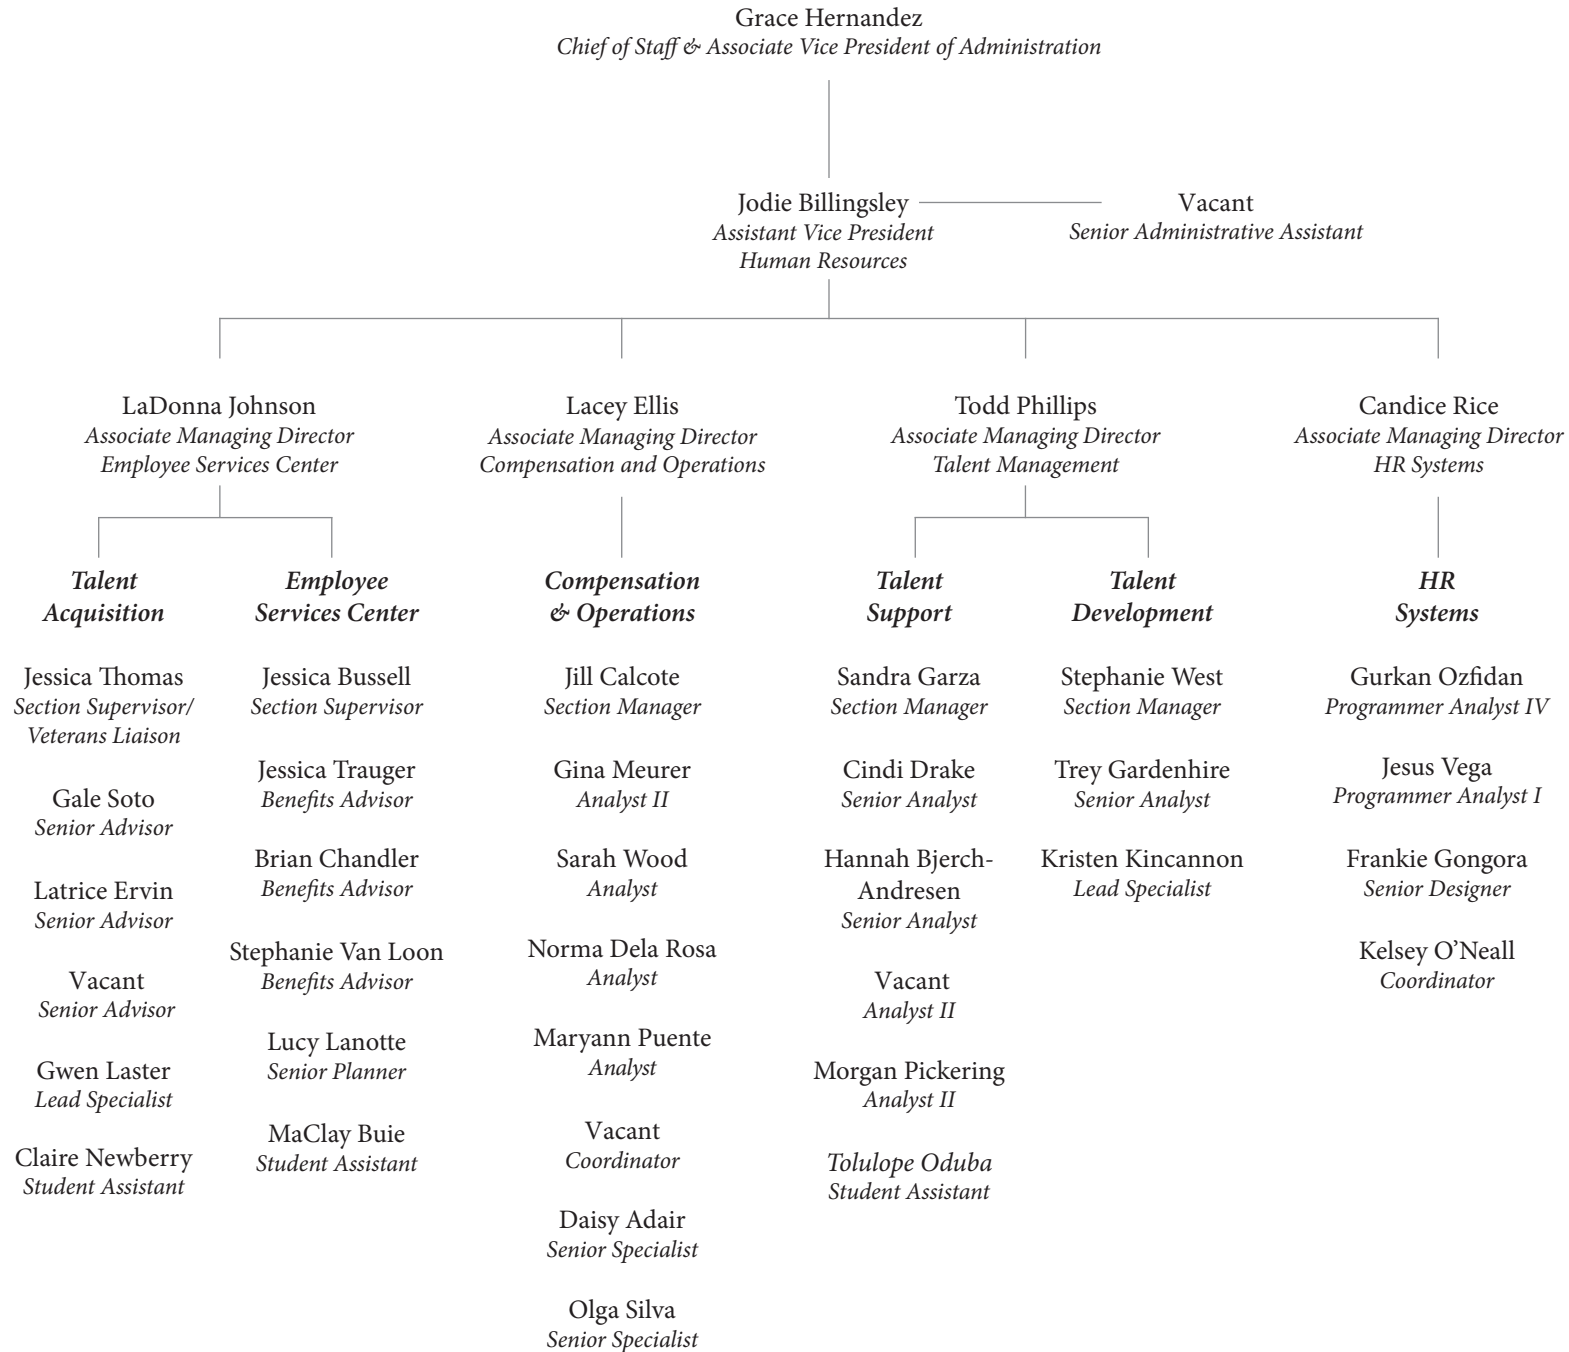 Grace Hernandez
Chief of Staff & Associate Vice President of Administration
Jodie Billingsley
Assistant Vice President
Human Resources
Vacant
Senior Administrative Assistant
LaDonna Johnson
Associate Managing Director
Employee Services Center
Lacey Ellis
Associate Managing Director
Compensation and Operations
Todd Phillips
Associate Managing Director
Talent Management
Candice Rice
Associate Managing Director
HR Systems
Talent
Acquisition
Jessica Thomas
Section Supervisor/
Veterans Liaison
Gale Soto
Senior Advisor
Latrice Ervin
Senior Advisor
Vacant
Senior Advisor
Gwen Laster
Lead Specialist
Claire Newberry
Student Assistant
Employee
Services Center
Jessica Bussell
Section Supervisor
Jessica Trauger
Benefits Advisor
Brian Chandler
Benefits Advisor
Stephanie Van Loon
Benefits Advisor
Lucy Lanotte
Senior Planner
MaClay Buie
Student Assistant
Compensation
& Operations
Jill Calcote
Section Manager
Gina Meurer
Analyst II
Sarah Wood
Analyst
Norma Dela Rosa
Analyst
Maryann Puente
Analyst
Vacant
Coordinator
Daisy Adair
Senior Specialist
Olga Silva
Senior Specialist
Talent
Support
Sandra Garza
Section Manager
Cindi Drake
Senior Analyst
Hannah Bjerch-
Andresen
Senior Analyst
Vacant
Analyst II
Morgan Pickering
Analyst II
Tolulope Oduba
Student Assistant
Talent
Development
Stephanie West
Section Manager
Trey Gardenhire
Senior Analyst
Kristen Kincannon
Lead Specialist
HR
Systems
Gurkan Ozfidan
Programmer Analyst IV
Jesus Vega
Programmer Analyst I
Frankie Gongora
Senior Designer
Kelsey O’Neall
Coordinator